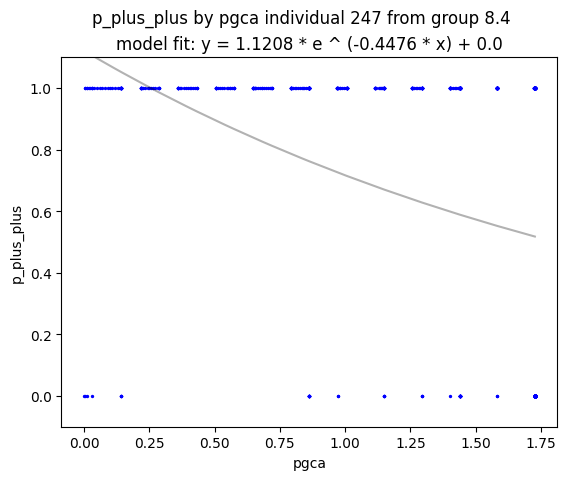 p_plus_plus by pgca individual 247 from group 8.4
model fit: y = 1.1208 * e ^ (-0.4476 * x) + 0.0
1.0
0.8
0.6
0.4
0.2
0.0
p_plus_plus
0.00 0.25 0.50 0.75 1.00 1.25 1.50 1.75
pgca